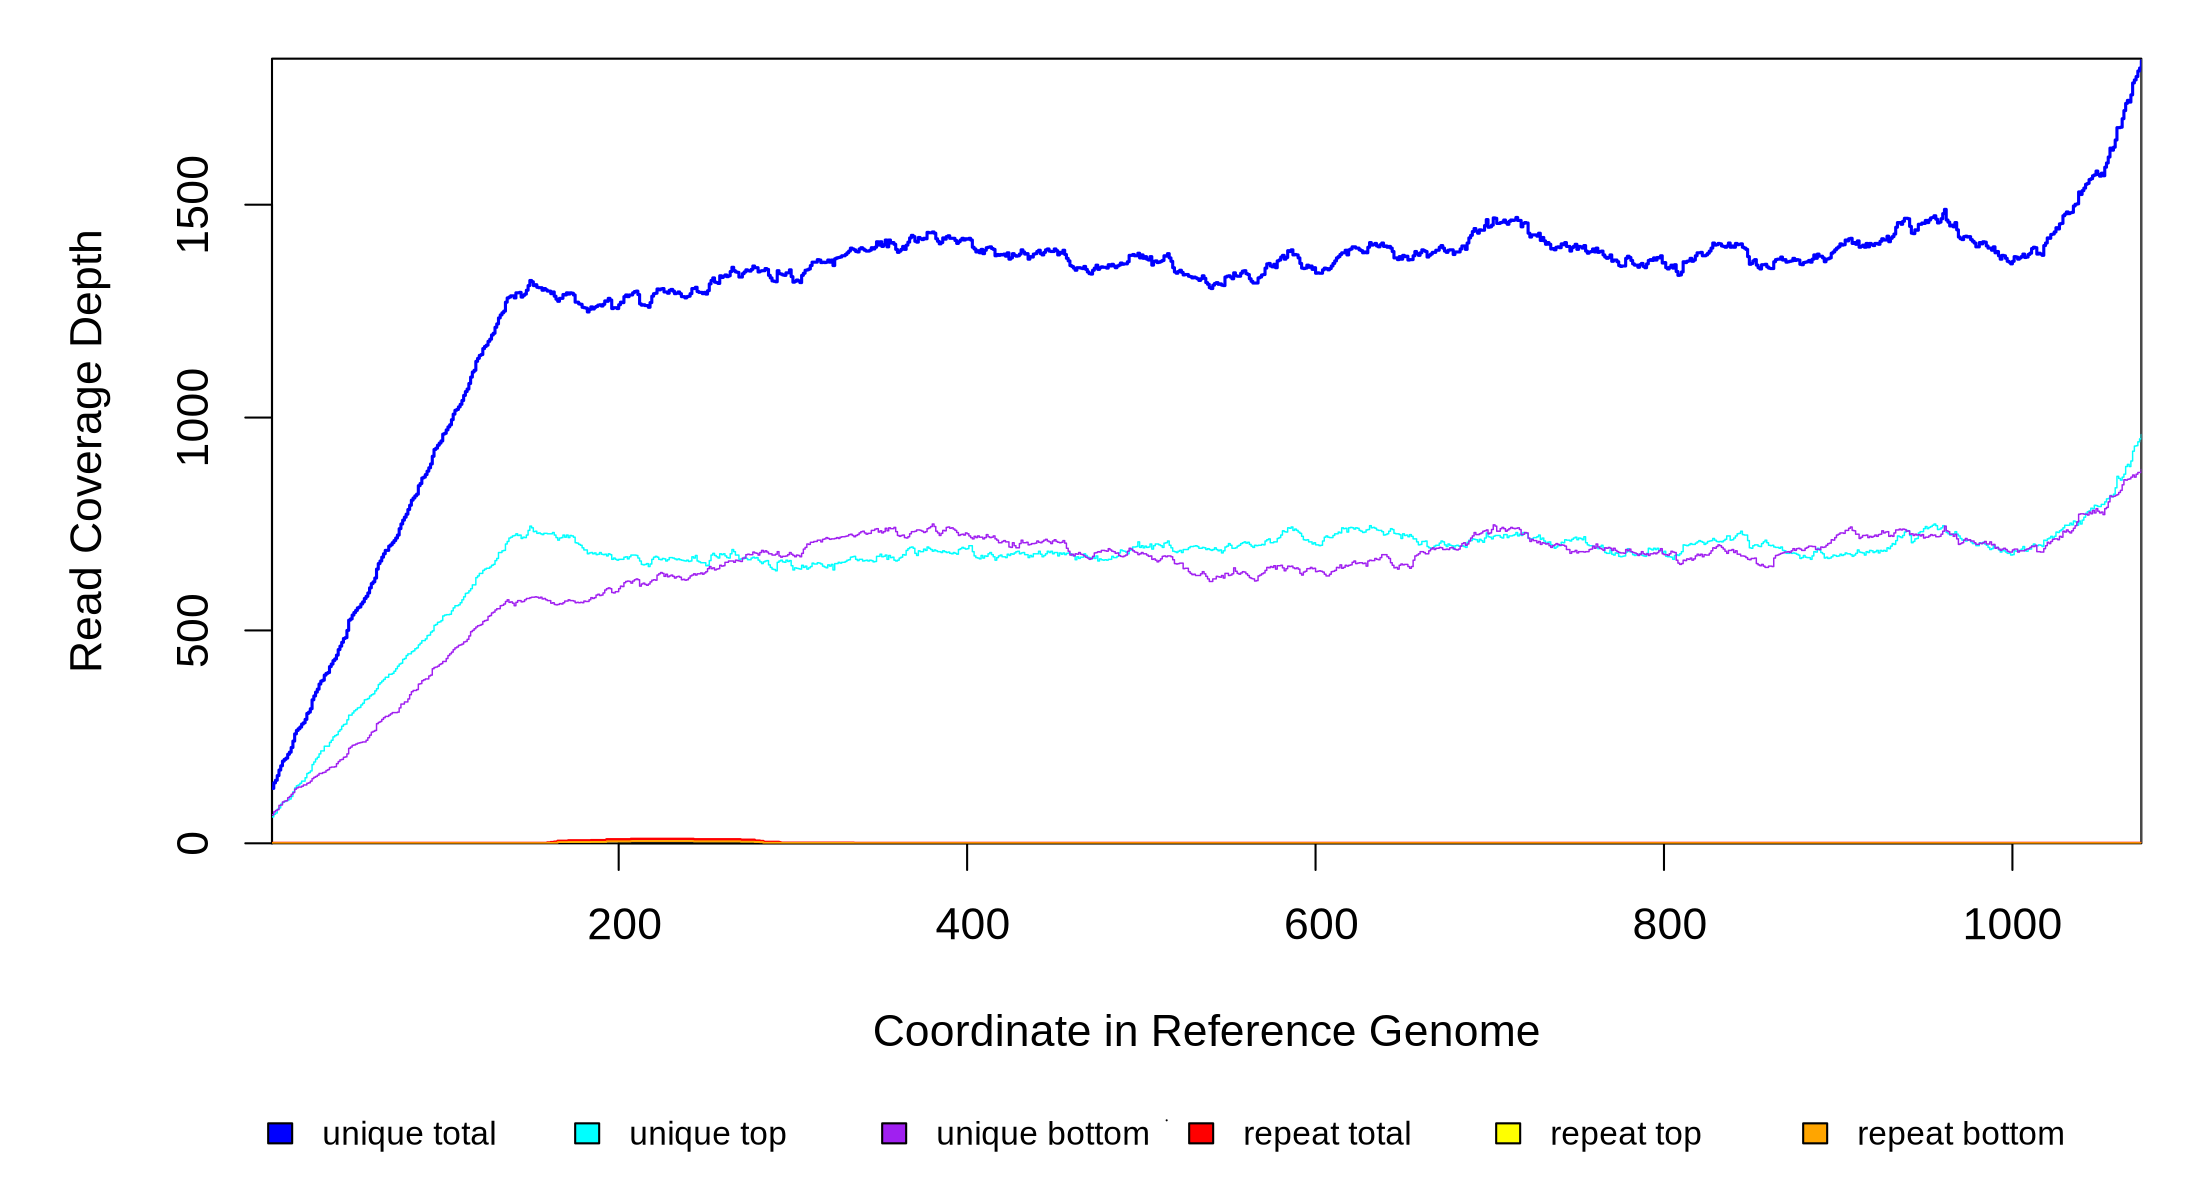 Read Coverage Depth
1500
1000
500
0
200 400 600 800 1000
Coordinate in Reference Genome
unique total unique top unique bottom repeat total repeat top repeat bottom